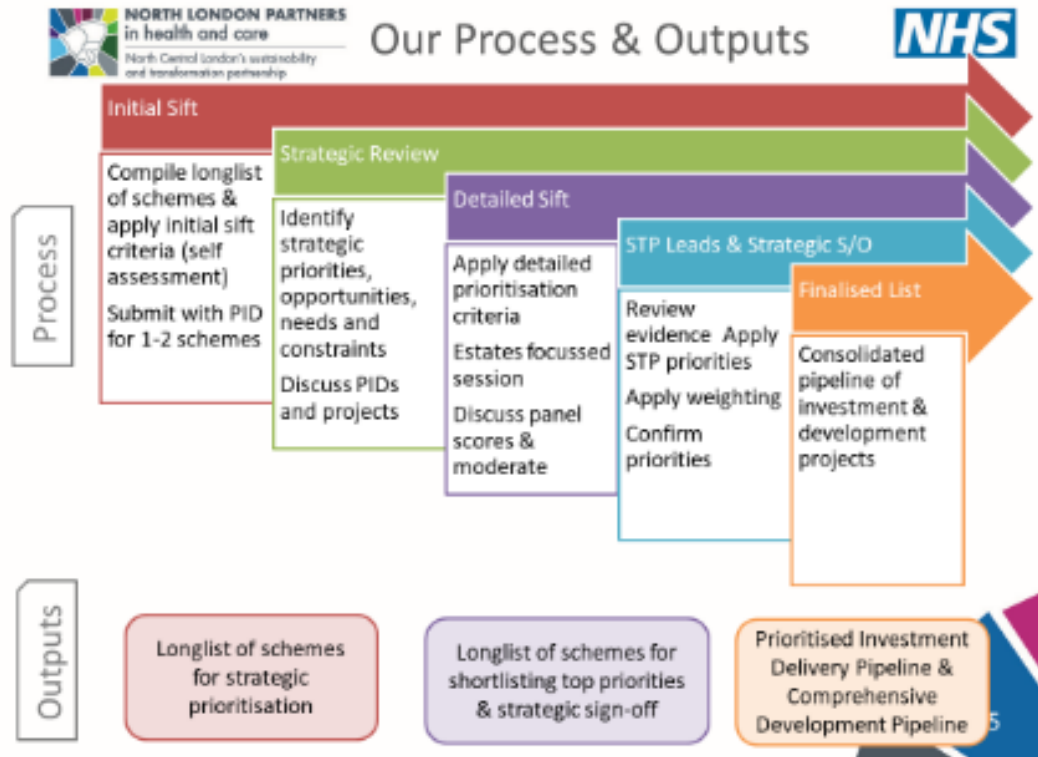 NORTH LONDON PARTNERS
in health and care
North Central London's sustainability
and transformation partnership
Our Process & Outputs
NHS
Process
Initial Sift
Compile longlist
of schemes &
apply initial sift
criteria (self
assessment)
Submit with PID
for 1-2 schemes
Strategic Review
Identify
strategic
priorities,
opportunities,
needs and
constraints
Discuss PIDs
and projects
Detailed Sift
Apply detailed
prioritisation
criteria
Estates focussed
session
Discuss panel
scores &
moderate
STP Leads & Strategic S/O
Review
evidence Apply
STP priorities
Apply weighting
Confirm
priorities
Finalised List
Consolidated
pipeline of
investment &
development
projects
Outputs
Longlist of schemes
for strategic
prioritisation
Longlist of schemes for
shortlisting top priorities
& strategic sign-off
Prioritised Investment
Delivery Pipeline &
Comprehensive
Development Pipeline
5